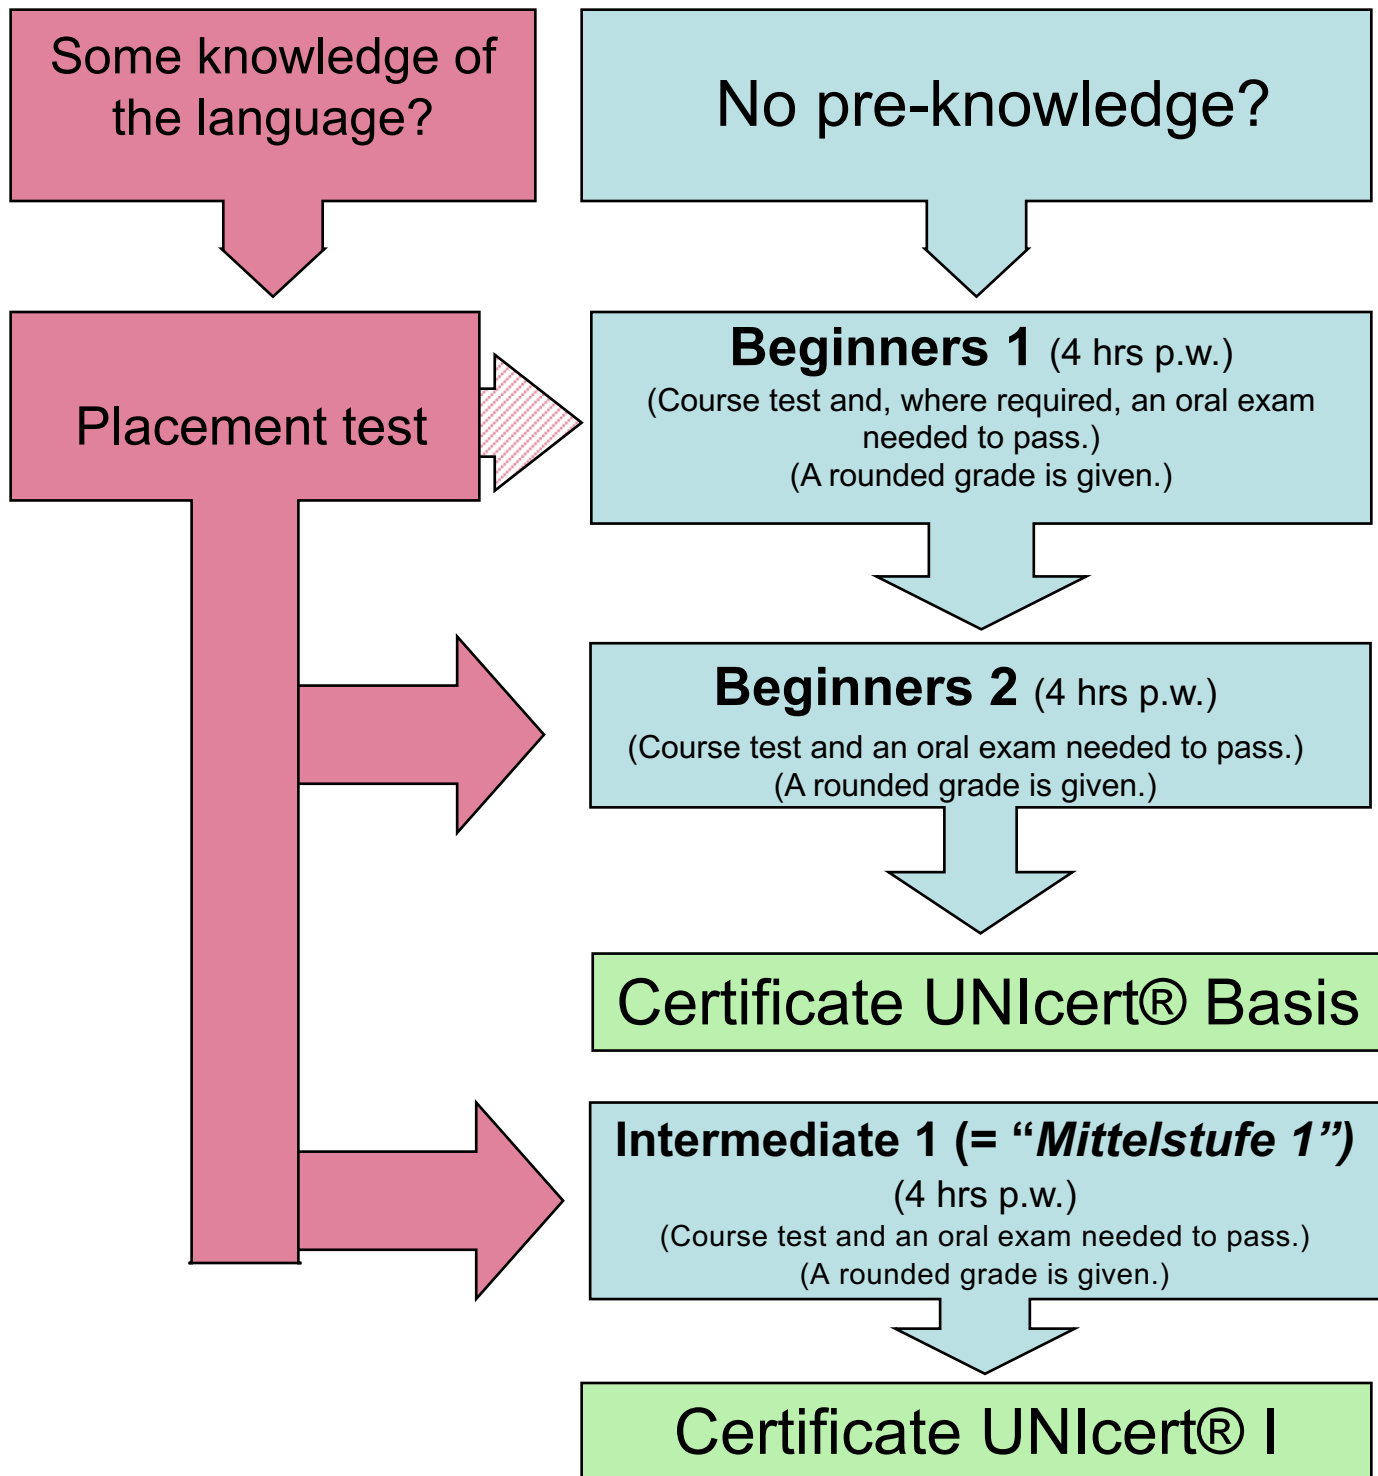 Some knowledge of
the language?
No pre-knowledge?
Placement test
Beginners 1 (4 hrs p.w.)
(Course test and, where required, an oral exam
needed to pass.)
(A rounded grade is given.)
Beginners 2 (4 hrs p.w.)
(Course test and an oral exam needed to pass.)
(A rounded grade is given.)
Certificate UNIcert® Basis
Intermediate 1 (= “Mittelstufe 1”)
(4 hrs p.w.)
(Course test and an oral exam needed to pass.)
(A rounded grade is given.)
Certificate UNIcert® I